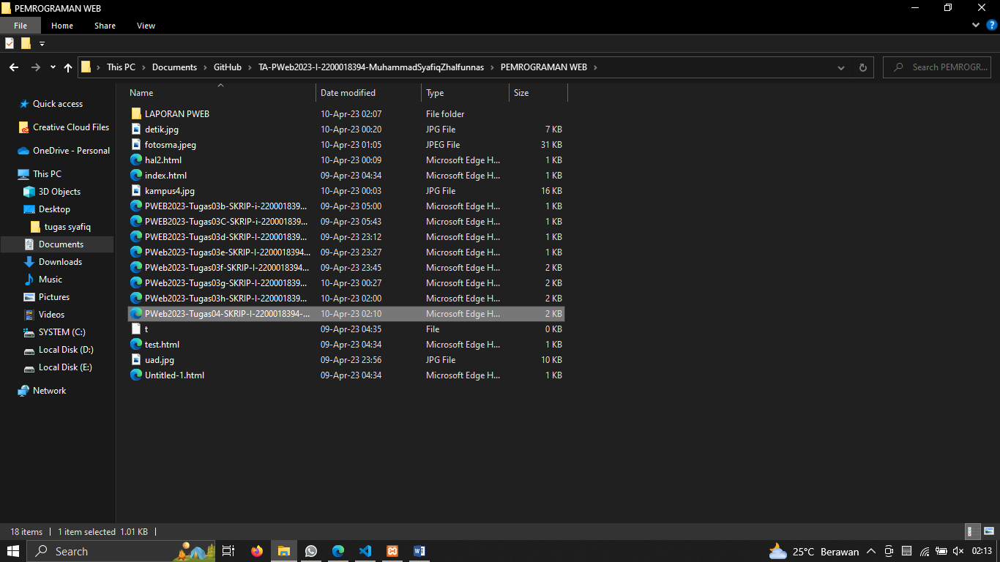 PEMROGRAMAN WEB
File Home Share View
This PC Documents GitHub TA-PWeb2023-I-2200018394-MuhammadSyafiqZhalfunnas PEMROGRAMAN WEB Search PEMROGR...
Name Date modified Type Size
Quick access
Creative Cloud Files
OneDrive - Personal
This PC
3D Objects
Desktop
tugas syafiq
Documents
Downloads
Music
Pictures
Videos
SYSTEM (C:)
Local Disk (D:)
Local Disk (E:)
Network
LAPORAN PWEB 10-Apr-23 02:07 File folder
detik.jpg 10-Apr-23 00:20 JPG File 7 KB
fotosma.jpeg 10-Apr-23 01:05 JPEG File 31 KB
hal2.html 10-Apr-23 00:09 Microsoft Edge H... 1 KB
index.html 09-Apr-23 04:34 Microsoft Edge H... 1 KB
kampus4.jpg 10-Apr-23 00:03 JPG File 16 KB
PWEB2023-Tugas03b-SKRIP-i-220001839... 09-Apr-23 05:00 Microsoft Edge H... 1 KB
PWEB2023-Tugas03C-SKRIP-i-220001839... 09-Apr-23 05:43 Microsoft Edge H... 1 KB
PWEB2023-Tugas03d-SKRIP-I-220001839... 09-Apr-23 23:12 Microsoft Edge H... 1 KB
PWeb2023-Tugas03e-SKRIP-I-2200018394... 09-Apr-23 23:27 Microsoft Edge H... 1 KB
PWeb2023-Tugas03f-SKRIP-I-2200018394... 09-Apr-23 23:45 Microsoft Edge H... 2 KB
PWeb2023-Tugas03g-SKRIP-I-220001839... 10-Apr-23 00:27 Microsoft Edge H... 2 KB
PWeb2023-Tugas03h-SKRIP-I-220001839... 10-Apr-23 02:00 Microsoft Edge H... 2 KB
PWeb2023-Tugas04-SKRIP-I-2200018394-... 10-Apr-23 02:10 Microsoft Edge H... 2 KB
t 09-Apr-23 04:35 File 0 KB
test.html 09-Apr-23 04:34 Microsoft Edge H... 1 KB
uad.jpg 09-Apr-23 23:56 JPG File 10 KB
Untitled-1.html 09-Apr-23 04:34 Microsoft Edge H... 1 KB
18 items 1 item selected 1.01 KB
Search 25°C Berawan 02:13